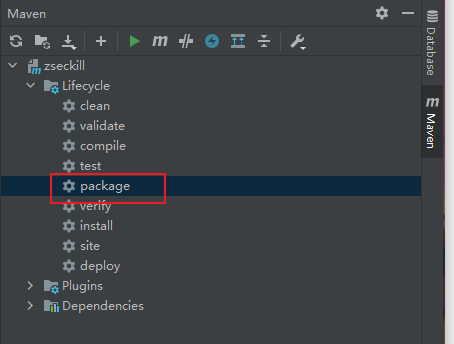 Maven
zseckill
Lifecycle
clean
validate
compile
test
package
verify
install
site
deploy
Plugins
Dependencies
Database
m Maven